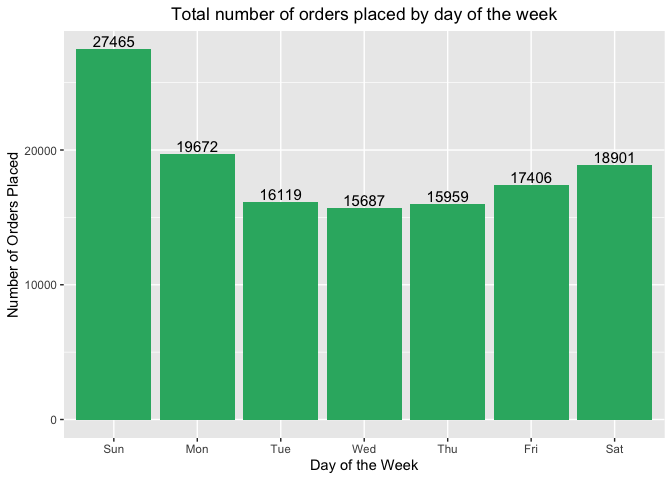 Total number of orders placed by day of the week
27465
19672
16119
15687
15959
17406
18901
Number of Orders Placed
20000
10000
0
Sun Mon Tue Wed Thu Fri Sat
Day of the Week